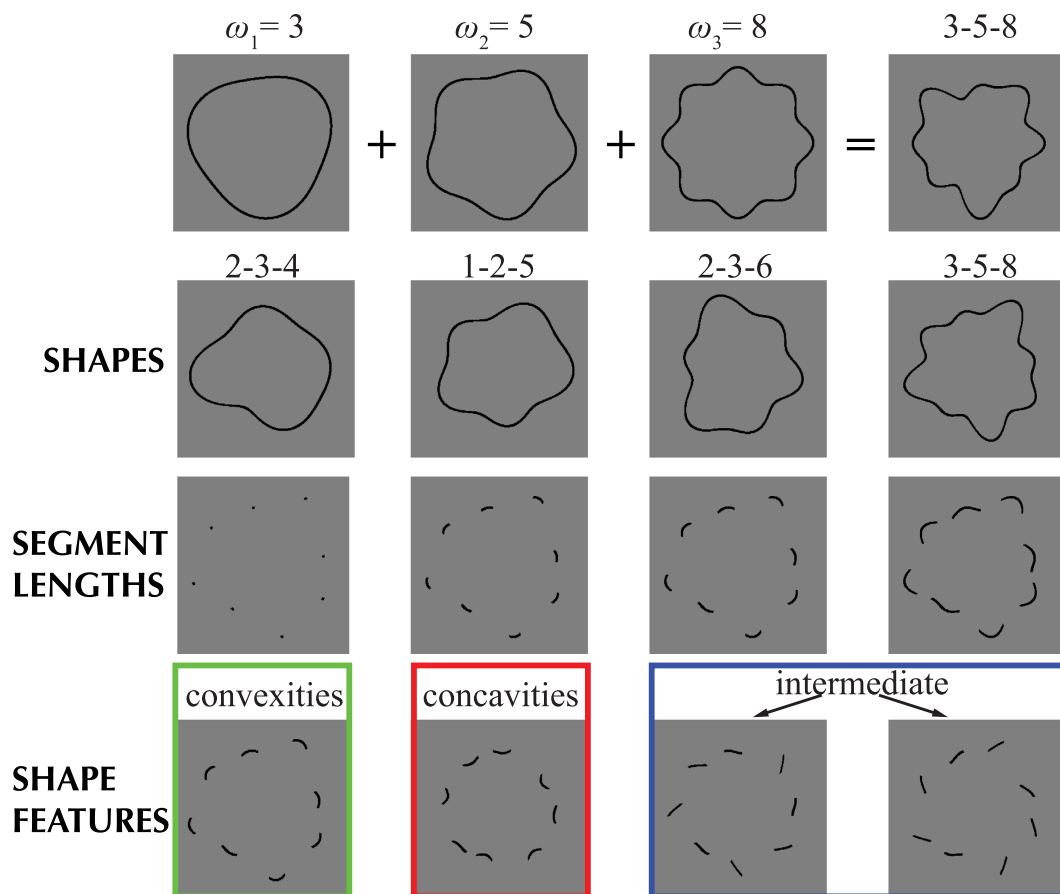 ω1 = 3 ω2 = 5 ω3 = 8 3-5-8
+ + =
2-3-4 1-2-5 2-3-6 3-5-8
SHAPES
SEGMENT
LENGTHS
convexities concavities intermediate
SHAPE
FEATURES